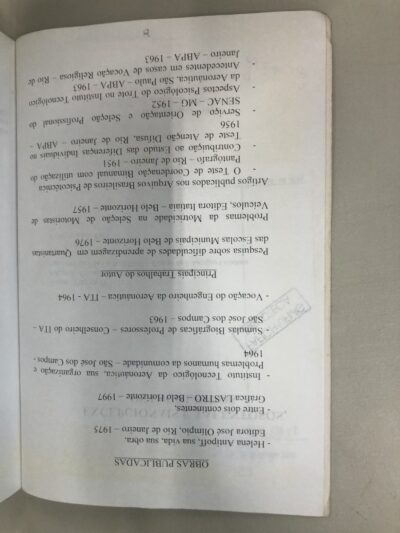 OBRAS PUBLICADAS
- Helena Antipoff, sua vida, sua obra.
Editora José Olimpio, Rio de Janeiro – 1975
Entre dois continentes.
Gráfica LASTRO – Belo Horizonte – 1997
- Instituto Tecnológico da Aeronáutica, sua organização e
Problemas humanos da comunidade – São José dos Campos-
1964
- Súmulas Biográficas de Professores – Conselheiro do ITA -
São José dos Campos – 1963
- Vocação do Engenheiro da Aeronáutica – ITA - 1964
Principais Trabalhos do Autor
Pesquisa sobre dificuldades de aprendizagem em Quartanistas
das Escolas Municipais de Belo Horizonte – 1976
Problemas da Motricidade na Seleção de Motoristas de
Veículos. Editora Itatiaia – Belo Horizonte – 1957
Artigos publicados nos Arquivos Brasileiros de Psicotécnica
- O Teste de Coordenação Bimanual com utilização do
Pantógrafo – Rio de Janeiro – 1951
- Contribuição ao Estudo das Diferenças Individuais no
Teste de Atenção Difusa. Rio de Janeiro – ABPA –
1956
- Serviço de Orientação e Seleção Profissional do
SENAC – MG – 1952
- Aspectos Psicológico do Trote no Instituto Tecnológico
da Aeronáutica. São Paulo – ABPA – 1963
- Antecedentes em casos de Vocação Religiosa – Rio de
Janeiro – ABPA – 1963